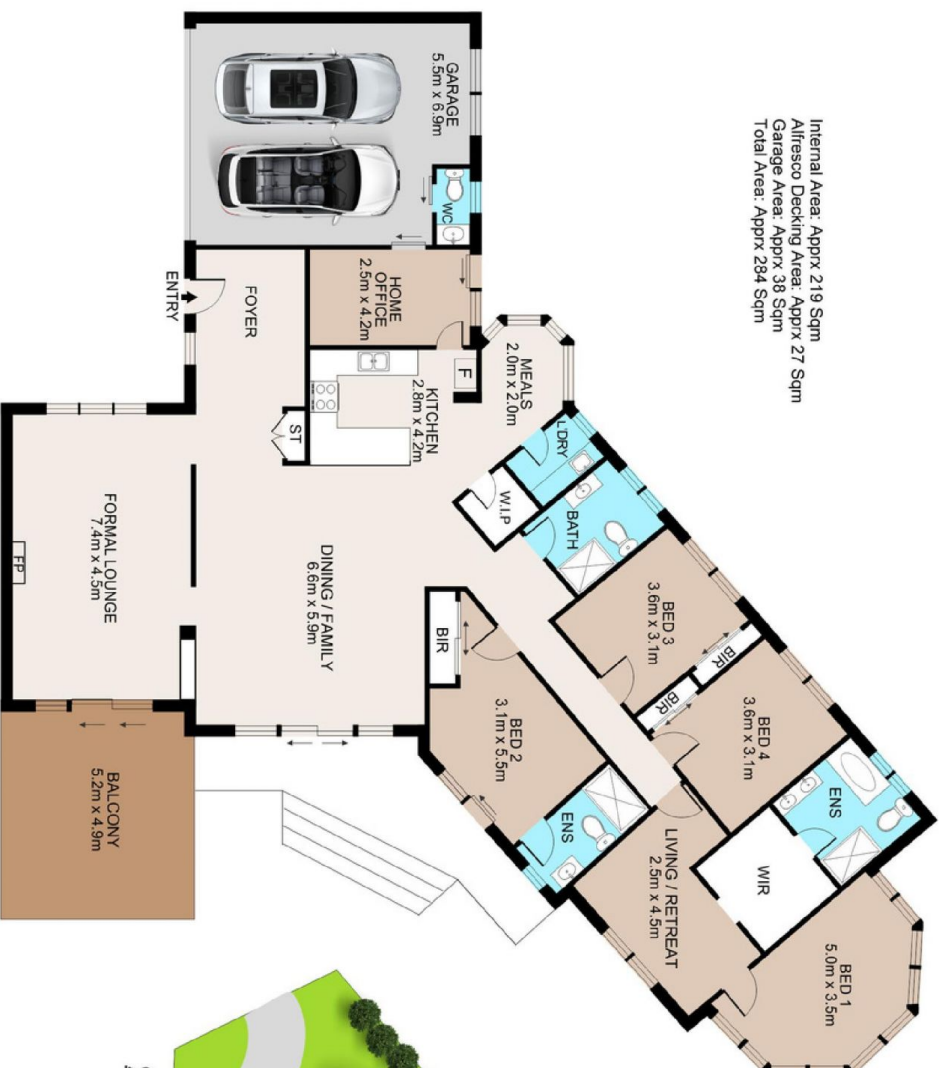 Internal Area: Apprx 219 Sqm
Alfresco Decking Area: Apprx 27 Sqm
Garage Area: Apprx 38 Sqm
Total Area: Apprx 284 Sqm
GARAGE
5.5m x 6.9m
WC
HOME
OFFICE
2.5m x 4.2m
FOYER
ENTRY
MEALS
2.0m x 2.0m
F
KITCHEN
2.8m x 4.2m
ST
L'DRY
W.I.P
BATH
FORMAL LOUNGE
7.4m x 4.5m
FP
DINING / FAMILY
6.6m x 5.9m
BED 3
3.6m x 3.1m
BIR
BIR
BIR
BED 4
3.6m x 3.1m
BED 2
3.1m x 5.5m
ENS
ENS
LIVING / RETREAT
2.5m x 4.5m
WIR
BED 1
5.0m x 3.5m
BALCONY
5.2m x 4.9m